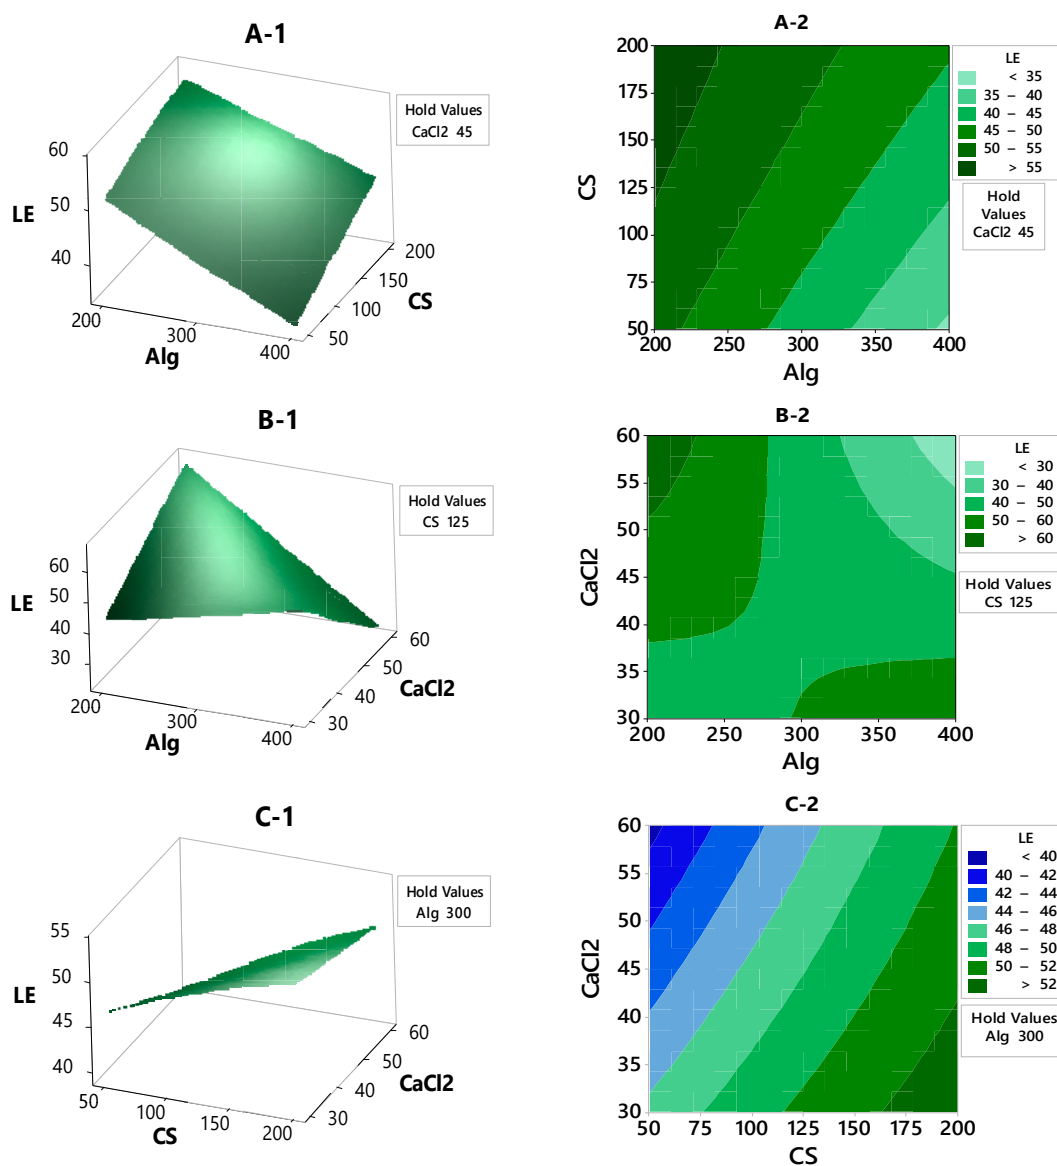 A-1
Hold Values
CaCl2 45
60
50
40
LE
200
300
400
Alg
50
100
150
200
CS
A-2
200
175
150
125
100
75
50
CS
200
250
300
350
400
Alg
LE
< 35
35 – 40
40 – 45
45 – 50
50 – 55
> 55
Hold
Values
CaCl2 45
B-1
Hold Values
CS 125
60
50
40
30
LE
200
300
400
Alg
30
40
50
60
CaCl2
B-2
60
55
50
45
40
35
30
CaCl2
200
250
300
350
400
Alg
LE
< 30
30 – 40
40 – 50
50 – 60
> 60
Hold Values
CS 125
C-1
Hold Values
Alg 300
55
50
45
40
LE
50
100
150
200
CS
30
40
50
60
CaCl2
C-2
60
55
50
45
40
35
30
CaCl2
50
75
100
125
150
175
200
CS
LE
< 40
40 – 42
42 – 44
44 – 46
46 – 48
48 – 50
50 – 52
> 52
Hold Values
Alg 300